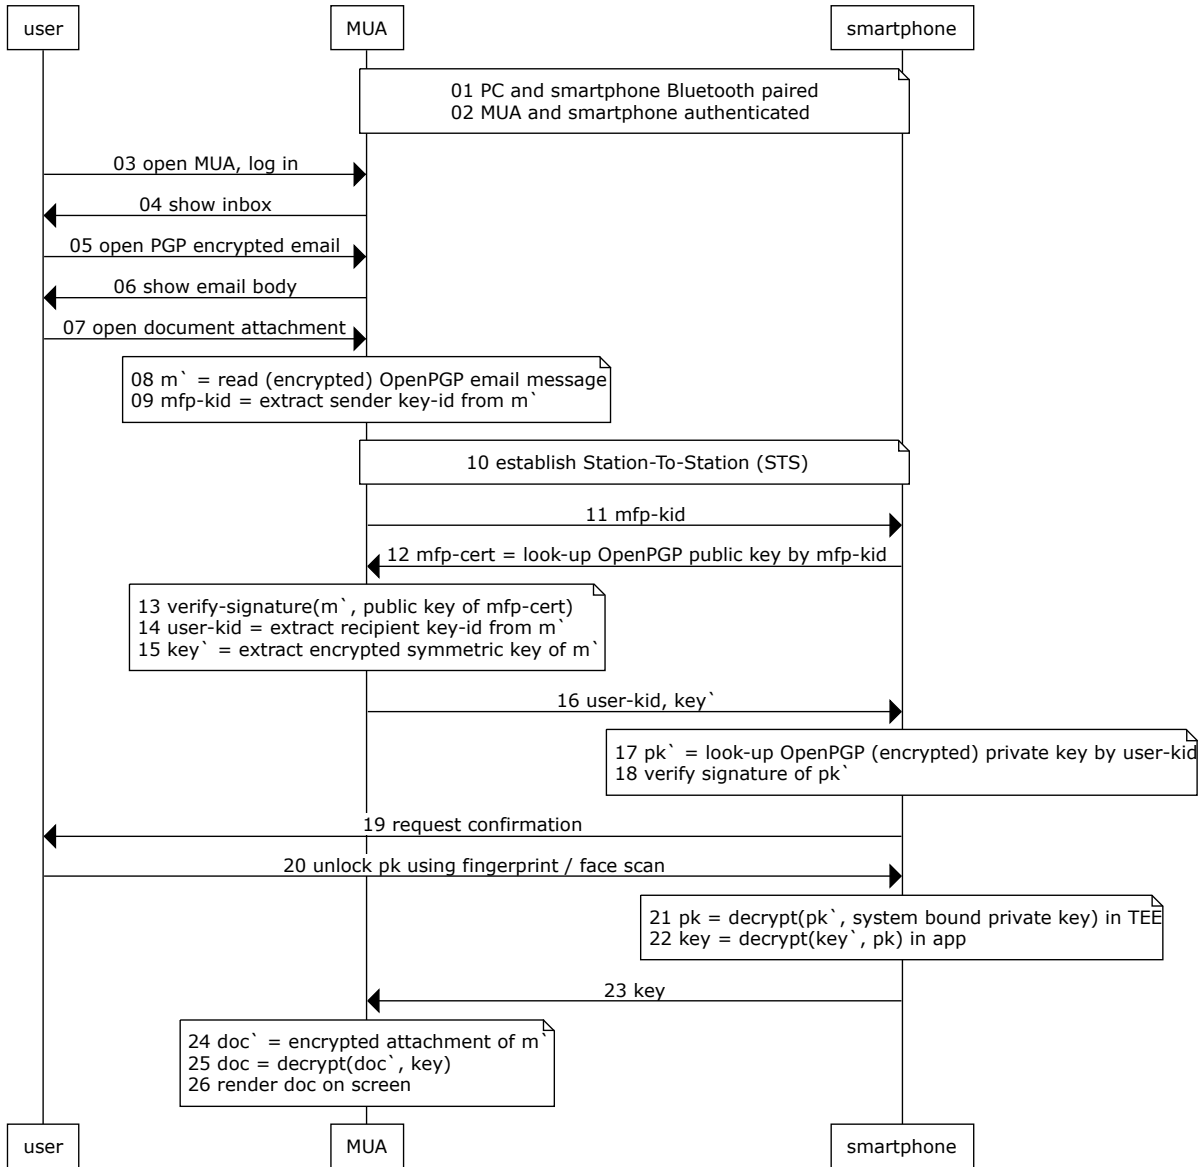 user
MUA
smartphone
01 PC and smartphone Bluetooth paired
02 MUA and smartphone authenticated
03 open MUA, log in
04 show inbox
05 open PGP encrypted email
06 show email body
07 open document attachment
08 m` = read (encrypted) OpenPGP email message
09 mfp-kid = extract sender key-id from m`
10 establish Station-To-Station (STS)
11 mfp-kid
12 mfp-cert = look-up OpenPGP public key by mfp-kid
13 verify-signature(m`, public key of mfp-cert)
14 user-kid = extract recipient key-id from m`
15 key` = extract encrypted symmetric key of m`
16 user-kid, key`
17 pk` = look-up OpenPGP (encrypted) private key by user-kid
18 verify signature of pk`
19 request confirmation
20 unlock pk using fingerprint / face scan
21 pk = decrypt(pk`, system bound private key) in TEE
22 key = decrypt(key`, pk) in app
23 key
24 doc` = encrypted attachment of m`
25 doc = decrypt(doc`, key)
26 render doc on screen
user
MUA
smartphone